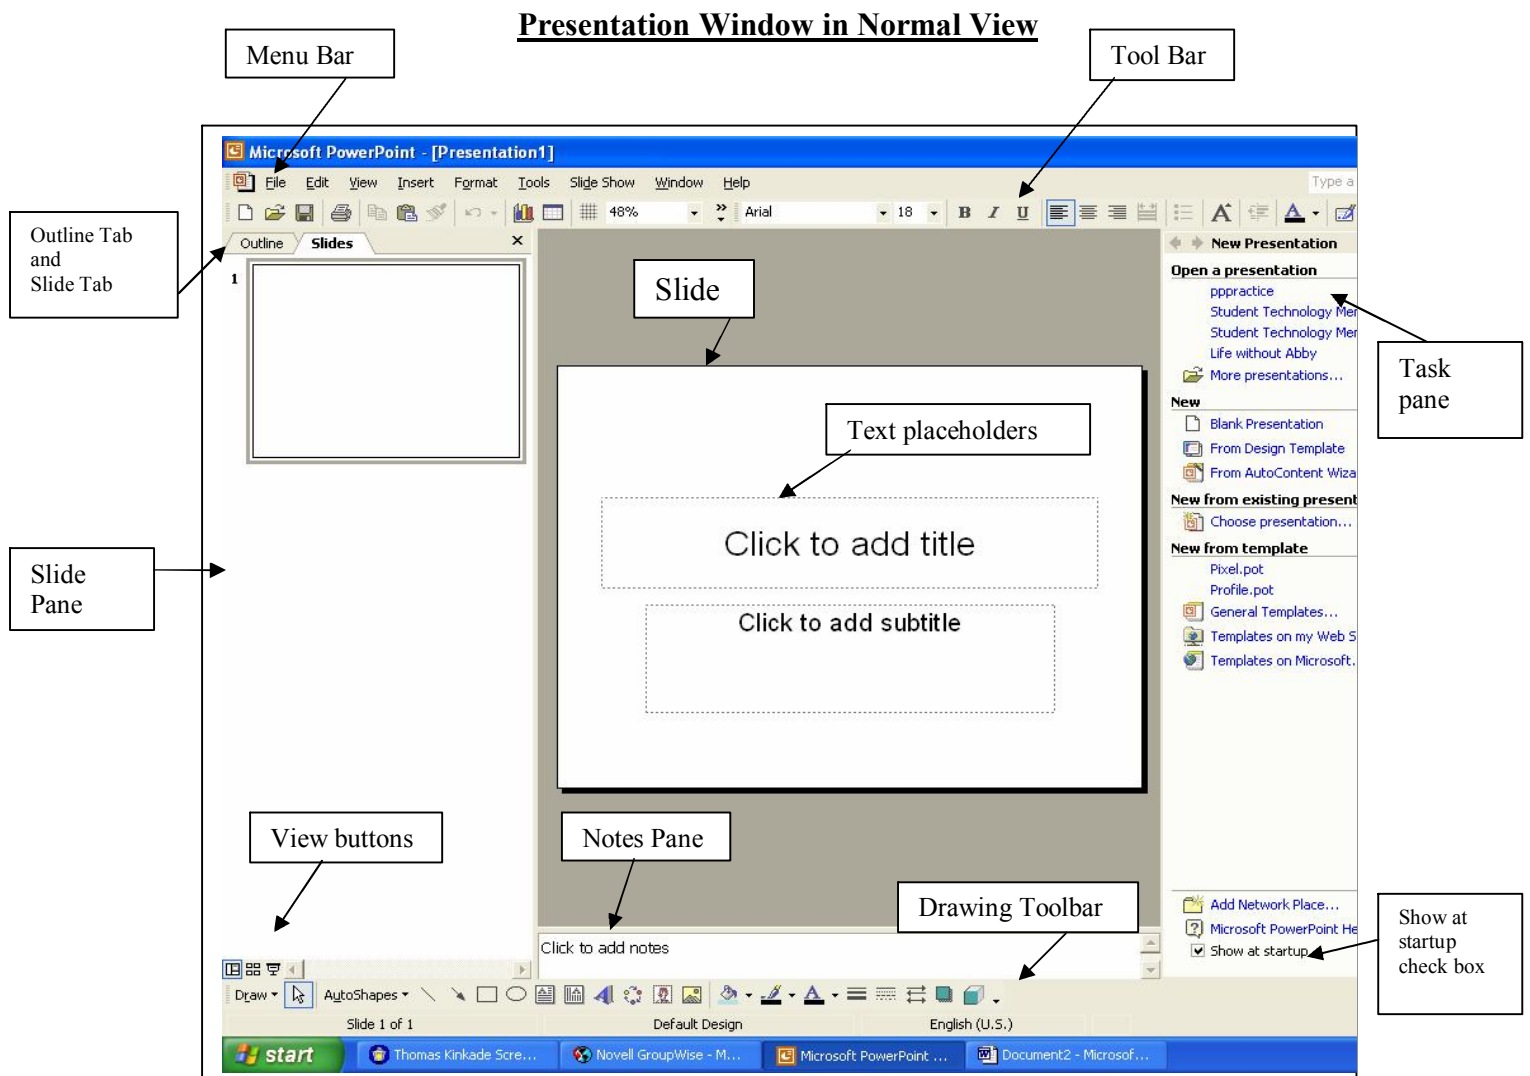 Presentation Window in Normal View
Menu Bar
Tool Bar
Microsoft PowerPoint - [Presentation1]
File Edit View Insert Format Tools Slide Show Window Help
Type a
48% Arial 18 B I U A A
Outline Tab
and
Slide Tab
Outline Slides
1
Slide
New Presentation
Open a presentation
pppractice
Student Technology Mer
Student Technology Mer
Life without Abby
More presentations...
Task
pane
New
Blank Presentation
From Design Template
From AutoContent Wiza
New from existing present
Choose presentation...
New from template
Pixel.pot
Profile.pot
General Templates...
Templates on my Web S
Templates on Microsoft.
Text placeholders
Click to add title
Click to add subtitle
Slide
Pane
View buttons
Notes Pane
Drawing Toolbar
Click to add notes
Add Network Place...
Microsoft PowerPoint He
Show at startup
Show at
startup
check box
Draw AutoShapes A A
Slide 1 of 1 Default Design English (U.S.)
start Thomas Kinkade Scre... Novell GroupWise - M... Microsoft PowerPoint ... Document2 - Microsof...